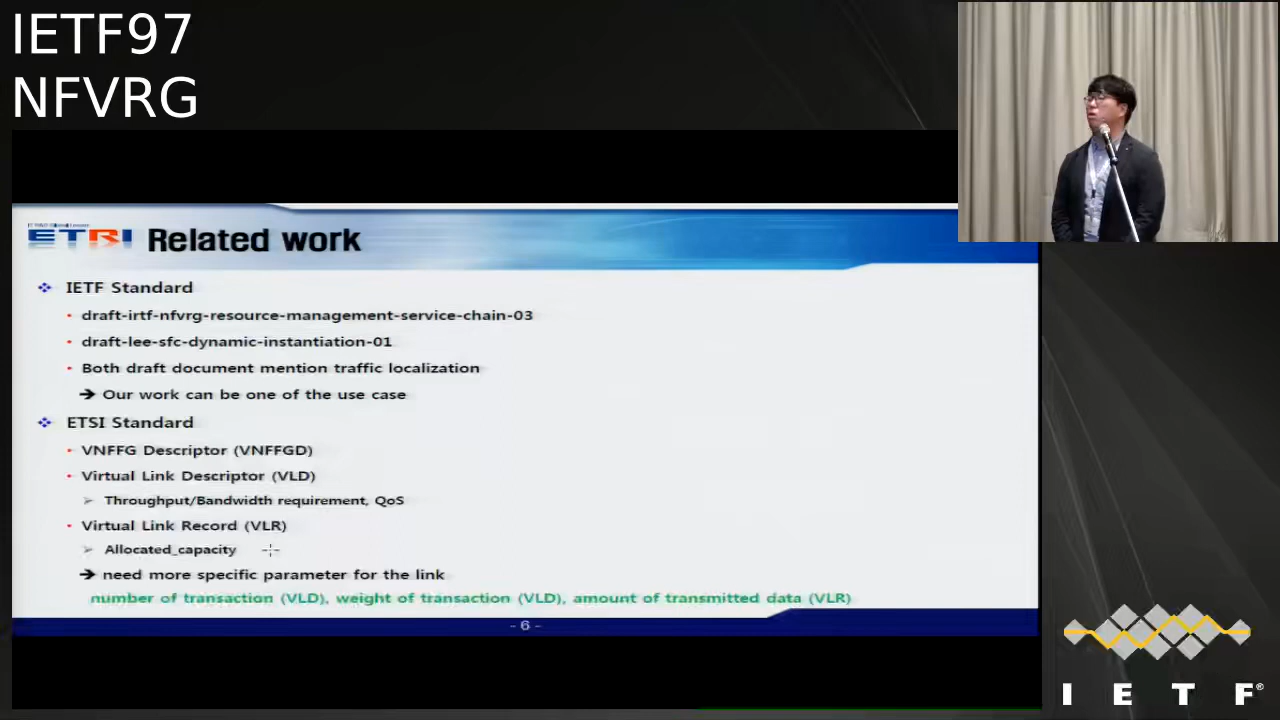 IETF97
NFVRG
ETRI
Related work
IETF Standard
draft-irtf-nfvrg-resource-management-service-chain-03
draft-lee-sfc-dynamic-instantiation-01
Both draft document mention traffic localization
→ Our work can be one of the use case
ETSI Standard
VNFFG Descriptor (VNFFGD)
Virtual Link Descriptor (VLD)
Throughput/Bandwidth requirement, QoS
Virtual Link Record (VLR)
Allocated_capacity
→ need more specific parameter for the link
number of transaction (VLD), weight of transaction (VLD), amount of transmitted data (VLR)
- 6 -
I E T F®